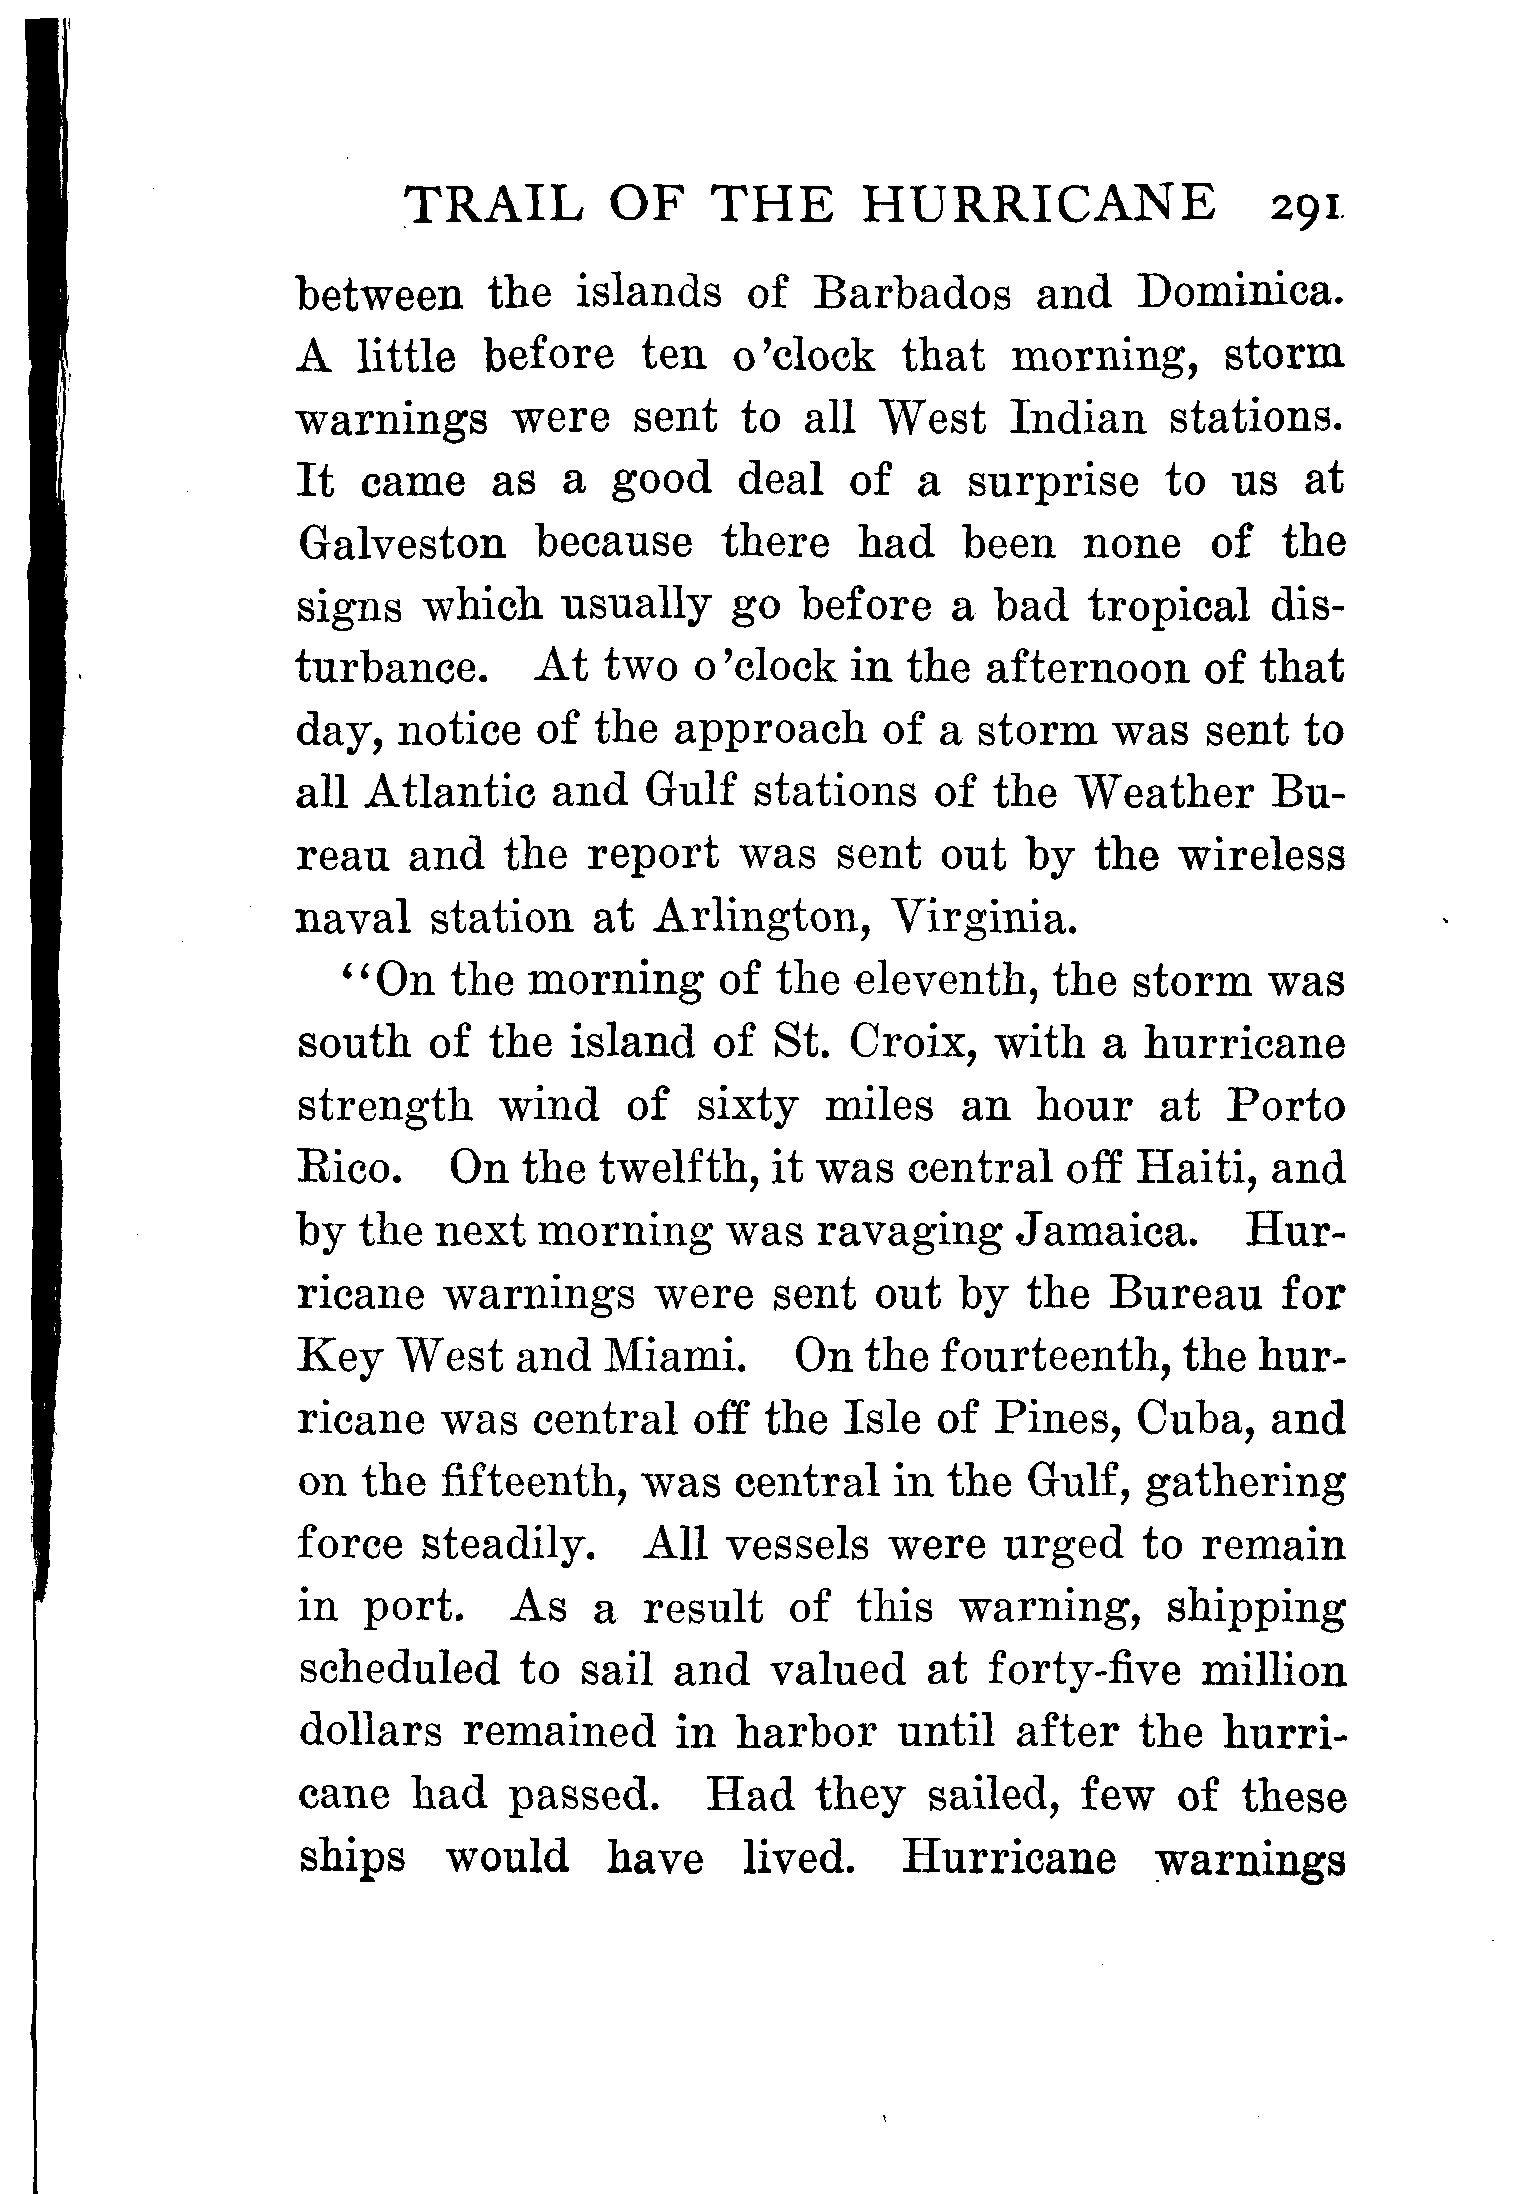 TRAIL OF THE HURRICANE 291
between the islands of Barbados and Dominica.
A little before ten o'clock that morning, storm
warnings were sent to all West Indian stations.
It came as a good deal of a surprise to us at
Galveston because there had been none of the
signs which usually go before a bad tropical dis-
turbance. At two o'clock in the afternoon of that
day, notice of the approach of a storm was sent to
all Atlantic and Gulf stations of the Weather Bu-
reau and the report was sent out by the wireless
naval station at Arlington, Virginia.
"On the morning of the eleventh, the storm was
south of the island of St. Croix, with a hurricane
strength wind of sixty miles an hour at Porto
Rico. On the twelfth, it was central off Haiti, and
by the next morning was ravaging Jamaica. Hur-
ricane warnings were sent out by the Bureau for
Key West and Miami. On the fourteenth, the hur-
ricane was central off the Isle of Pines, Cuba, and
on the fifteenth, was central in the Gulf, gathering
force steadily. All vessels were urged to remain
in port. As a result of this warning, shipping
scheduled to sail and valued at forty-five million
dollars remained in harbor until after the hurri-
cane had passed. Had they sailed, few of these
ships would have lived. Hurricane warnings